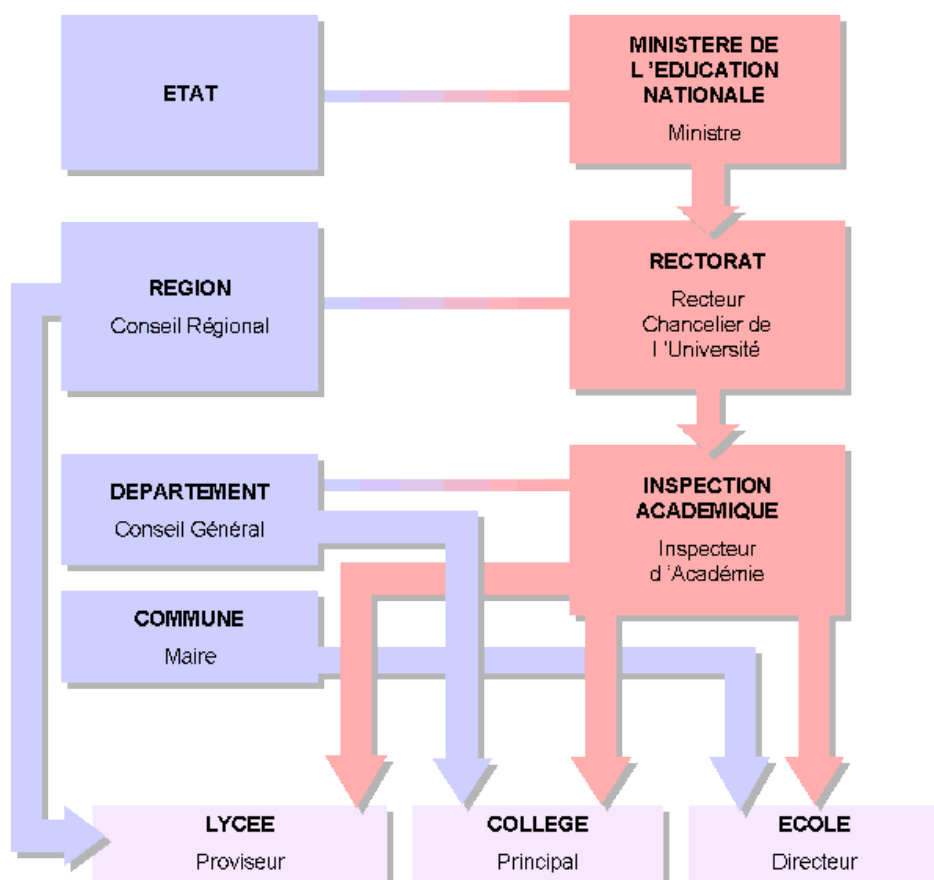 ETAT
MINISTERE DE
L 'EDUCATION
NATIONALE
Ministre
REGION
Conseil Régional
RECTORAT
Recteur
Chancelier de
l 'Université
DEPARTEMENT
Conseil Général
INSPECTION
ACADEMIQUE
Inspecteur
d 'Académie
COMMUNE
Maire
LYCEE
Proviseur
COLLEGE
Principal
ECOLE
Directeur